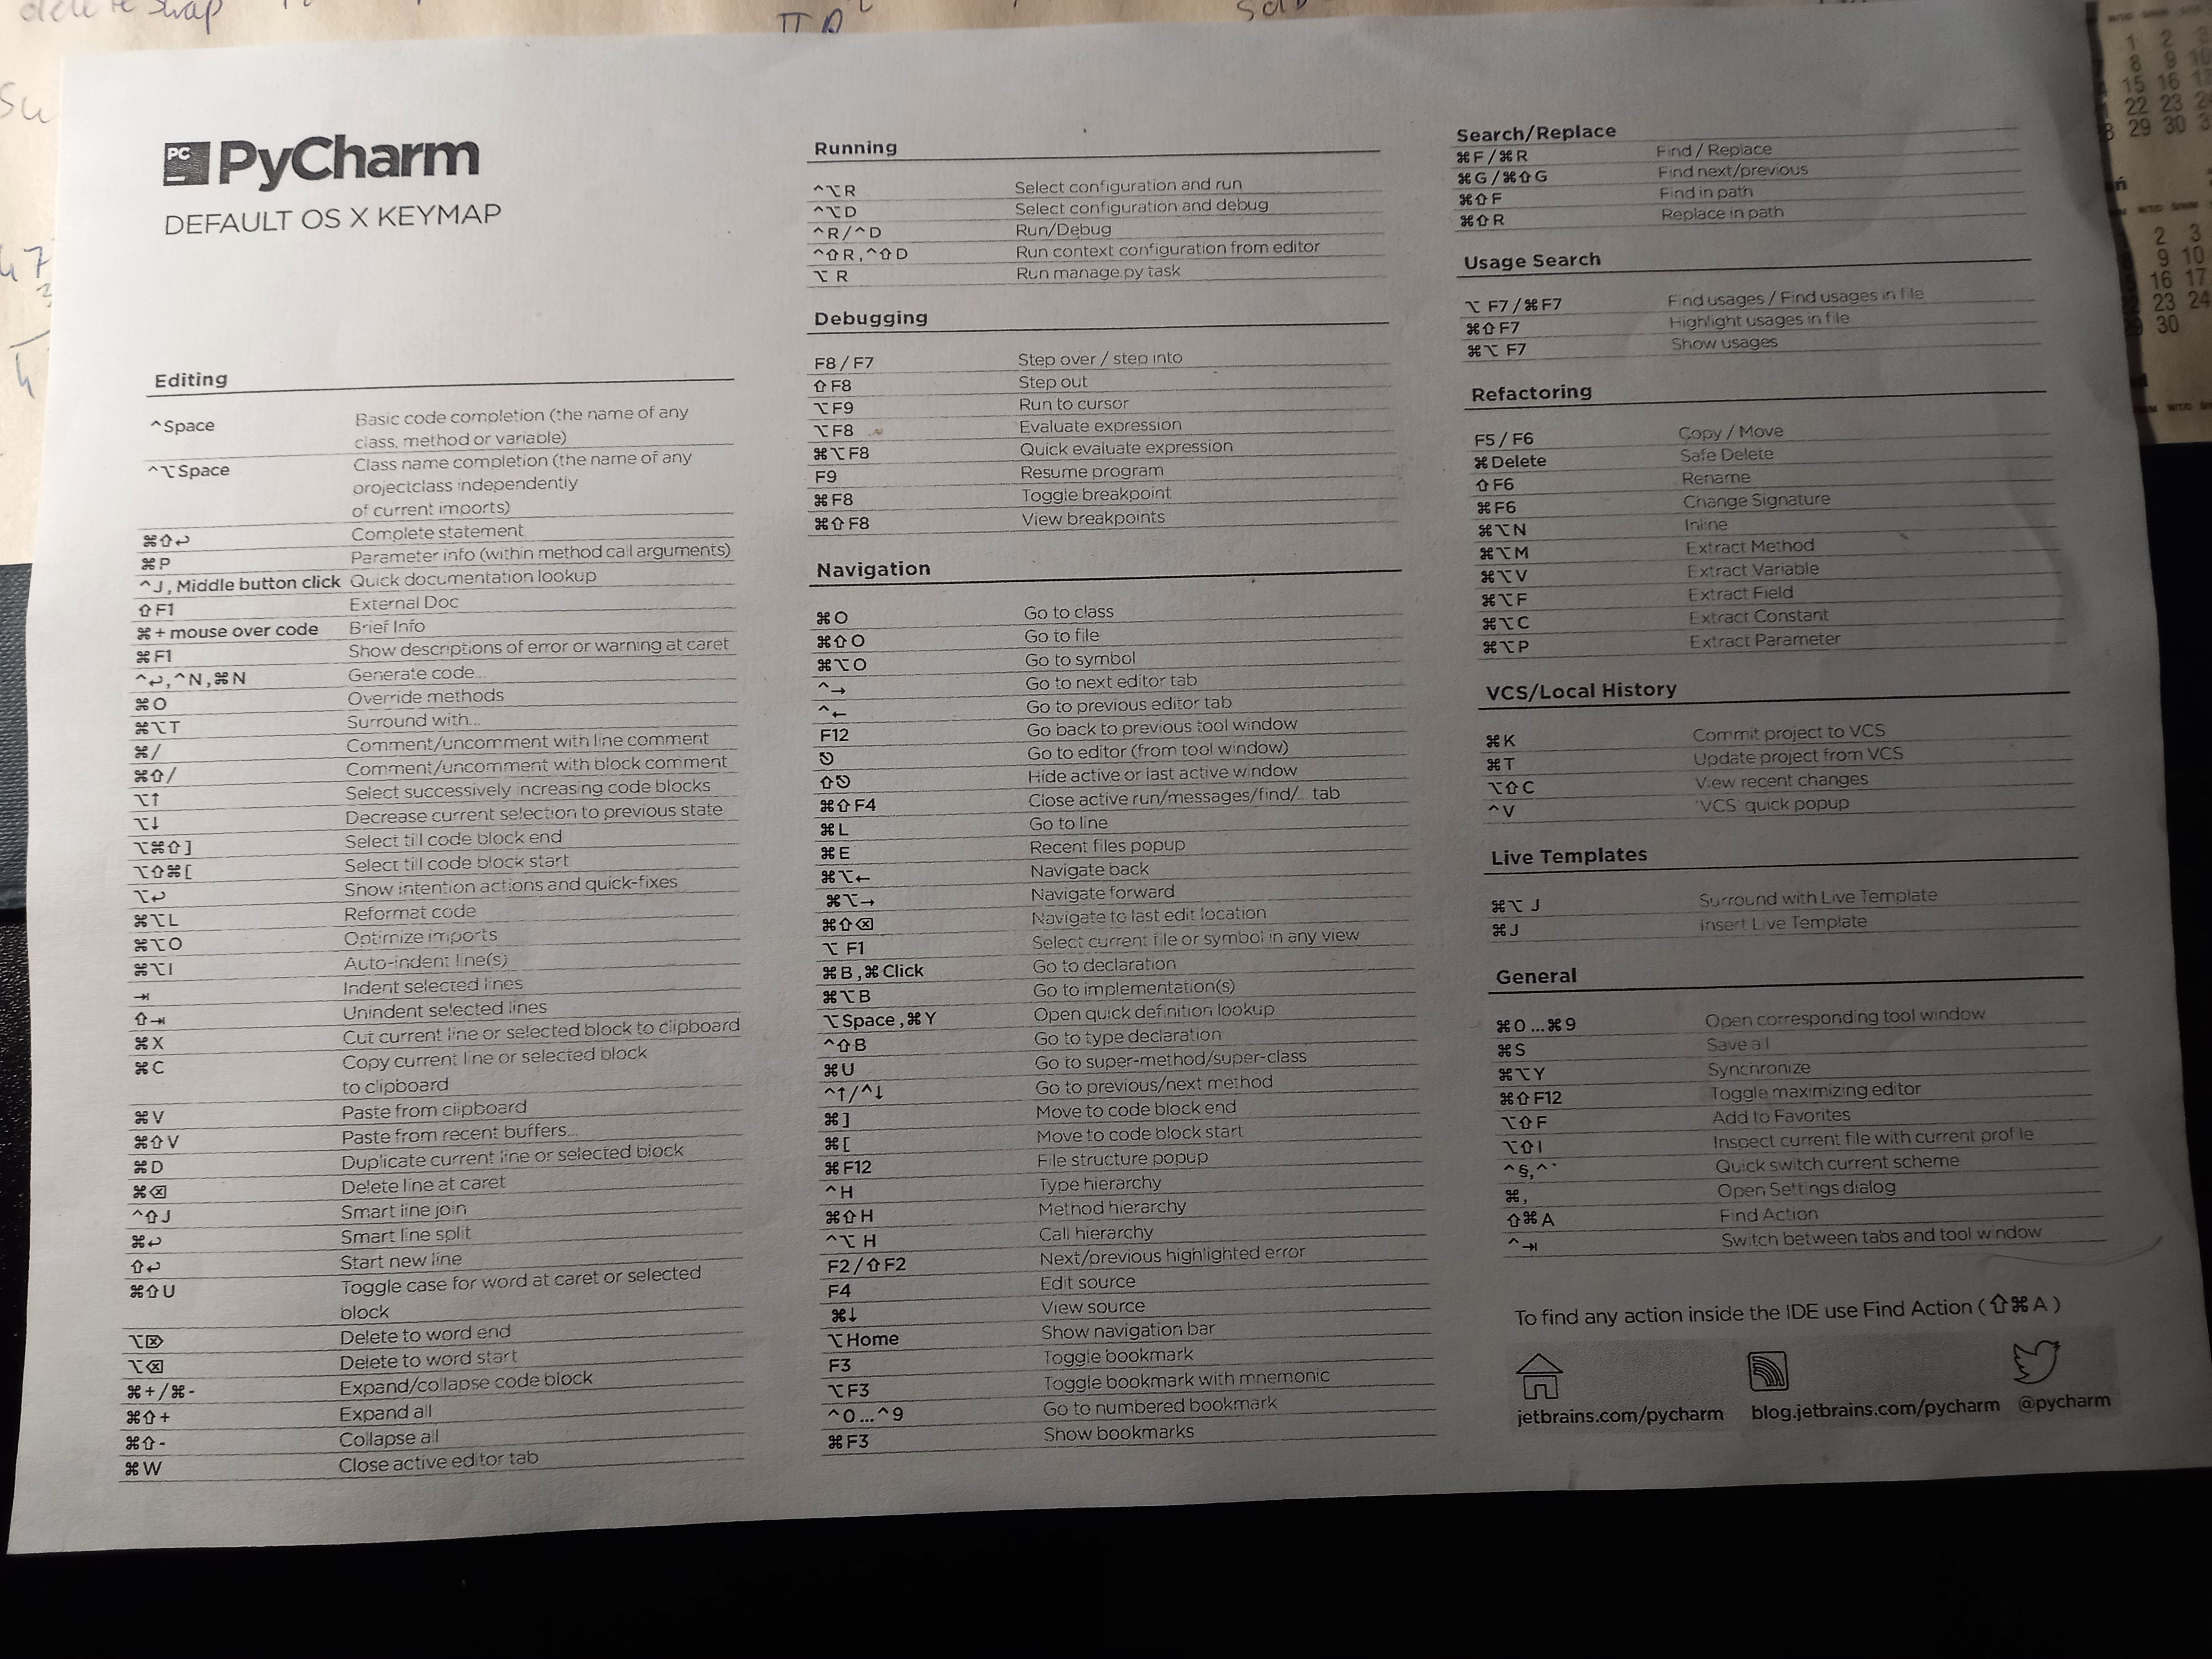 delete swap
PC PyCharm
DEFAULT OS X KEYMAP
Editing
^Space Basic code completion (the name of any
class, method or variable)
^⌥Space Class name completion (the name of any
projectclass independently
of current imports)
⌘⇧↩ Complete statement
⌘P Parameter info (within method call arguments)
^J, Middle button click Quick documentation lookup
⇧F1 External Doc
⌘+ mouse over code Brief Info
⌘F1 Show descriptions of error or warning at caret
^↩, ^N, ⌘N Generate code...
⌘O Override methods
⌘⌥T Surround with...
⌘/ Comment/uncomment with line comment
⌘⇧/ Comment/uncomment with block comment
⌥↑ Select successively increasing code blocks
⌥↓ Decrease current selection to previous state
⌥⌘⇧] Select till code block end
⌥⇧⌘[ Select till code block start
⌥↩ Show intention actions and quick-fixes
⌘⌥L Reformat code
⌘⌥O Optimize imports
⌘⌥I Auto-indent line(s)
⇥ Indent selected lines
⇧⇥ Unindent selected lines
⌘X Cut current line or selected block to clipboard
⌘C Copy current line or selected block
to clipboard
⌘V Paste from clipboard
⌘⇧V Paste from recent buffers...
⌘D Duplicate current line or selected block
⌘⌫ Delete line at caret
^⇧J Smart line join
⌘↩ Smart line split
⇧↩ Start new line
⌘⇧U Toggle case for word at caret or selected
block
⌥⌦ Delete to word end
⌥⌫ Delete to word start
⌘+/⌘- Expand/collapse code block
⌘⇧+ Expand all
⌘⇧- Collapse all
⌘W Close active editor tab
Running
^⌥R Select configuration and run
^⌥D Select configuration and debug
^R/^D Run/Debug
^⇧R, ^⇧D Run context configuration from editor
⌥R Run manage.py task
Debugging
F8 / F7 Step over / step into
⇧F8 Step out
⌥F9 Run to cursor
⌥F8 Evaluate expression
⌘⌥F8 Quick evaluate expression
F9 Resume program
⌘F8 Toggle breakpoint
⌘⇧F8 View breakpoints
Navigation
⌘O Go to class
⌘⇧O Go to file
⌘⌥O Go to symbol
^→ Go to next editor tab
^← Go to previous editor tab
F12 Go back to previous tool window
⎋ Go to editor (from tool window)
⇧⎋ Hide active or last active window
⌘⇧F4 Close active run/messages/find/... tab
⌘L Go to line
⌘E Recent files popup
⌘⌥← Navigate back
⌘⌥→ Navigate forward
⌘⇧⌫ Navigate to last edit location
⌥F1 Select current file or symbol in any view
⌘B, ⌘Click Go to declaration
⌘⌥B Go to implementation(s)
⌥Space, ⌘Y Open quick definition lookup
^⇧B Go to type declaration
⌘U Go to super-method/super-class
^↑/^↓ Go to previous/next method
⌘] Move to code block end
⌘[ Move to code block start
⌘F12 File structure popup
^H Type hierarchy
⌘⇧H Method hierarchy
^⌥H Call hierarchy
F2 / ⇧F2 Next/previous highlighted error
F4 Edit source
⌘↓ View source
⌥Home Show navigation bar
F3 Toggle bookmark
⌥F3 Toggle bookmark with mnemonic
^0...^9 Go to numbered bookmark
⌘F3 Show bookmarks
Search/Replace
⌘F/⌘R Find / Replace
⌘G/⌘⇧G Find next/previous
⌘⇧F Find in path
⌘⇧R Replace in path
Usage Search
⌥F7/⌘F7 Find usages / Find usages in file
⌘⇧F7 Highlight usages in file
⌘⌥F7 Show usages
Refactoring
F5 / F6 Copy / Move
⌘Delete Safe Delete
⇧F6 Rename
⌘F6 Change Signature
⌘⌥N Inline
⌘⌥M Extract Method
⌘⌥V Extract Variable
⌘⌥F Extract Field
⌘⌥C Extract Constant
⌘⌥P Extract Parameter
VCS/Local History
⌘K Commit project to VCS
⌘T Update project from VCS
⌥⇧C View recent changes
^V 'VCS' quick popup
Live Templates
⌘⌥J Surround with Live Template
⌘J Insert Live Template
General
⌘0...⌘9 Open corresponding tool window
⌘S Save all
⌘⌥Y Synchronize
⌘⇧F12 Toggle maximizing editor
⌥⇧F Add to Favorites
⌥⇧I Inspect current file with current profile
^§, ^` Quick switch current scheme
⌘, Open Settings dialog
⇧⌘A Find Action
^⇥ Switch between tabs and tool window
To find any action inside the IDE use Find Action (⇧⌘A)
jetbrains.com/pycharm blog.jetbrains.com/pycharm @pycharm
1 2
8 9 10
15 16
22 23
29 30
2 3
9 10
16 17
23 24
30